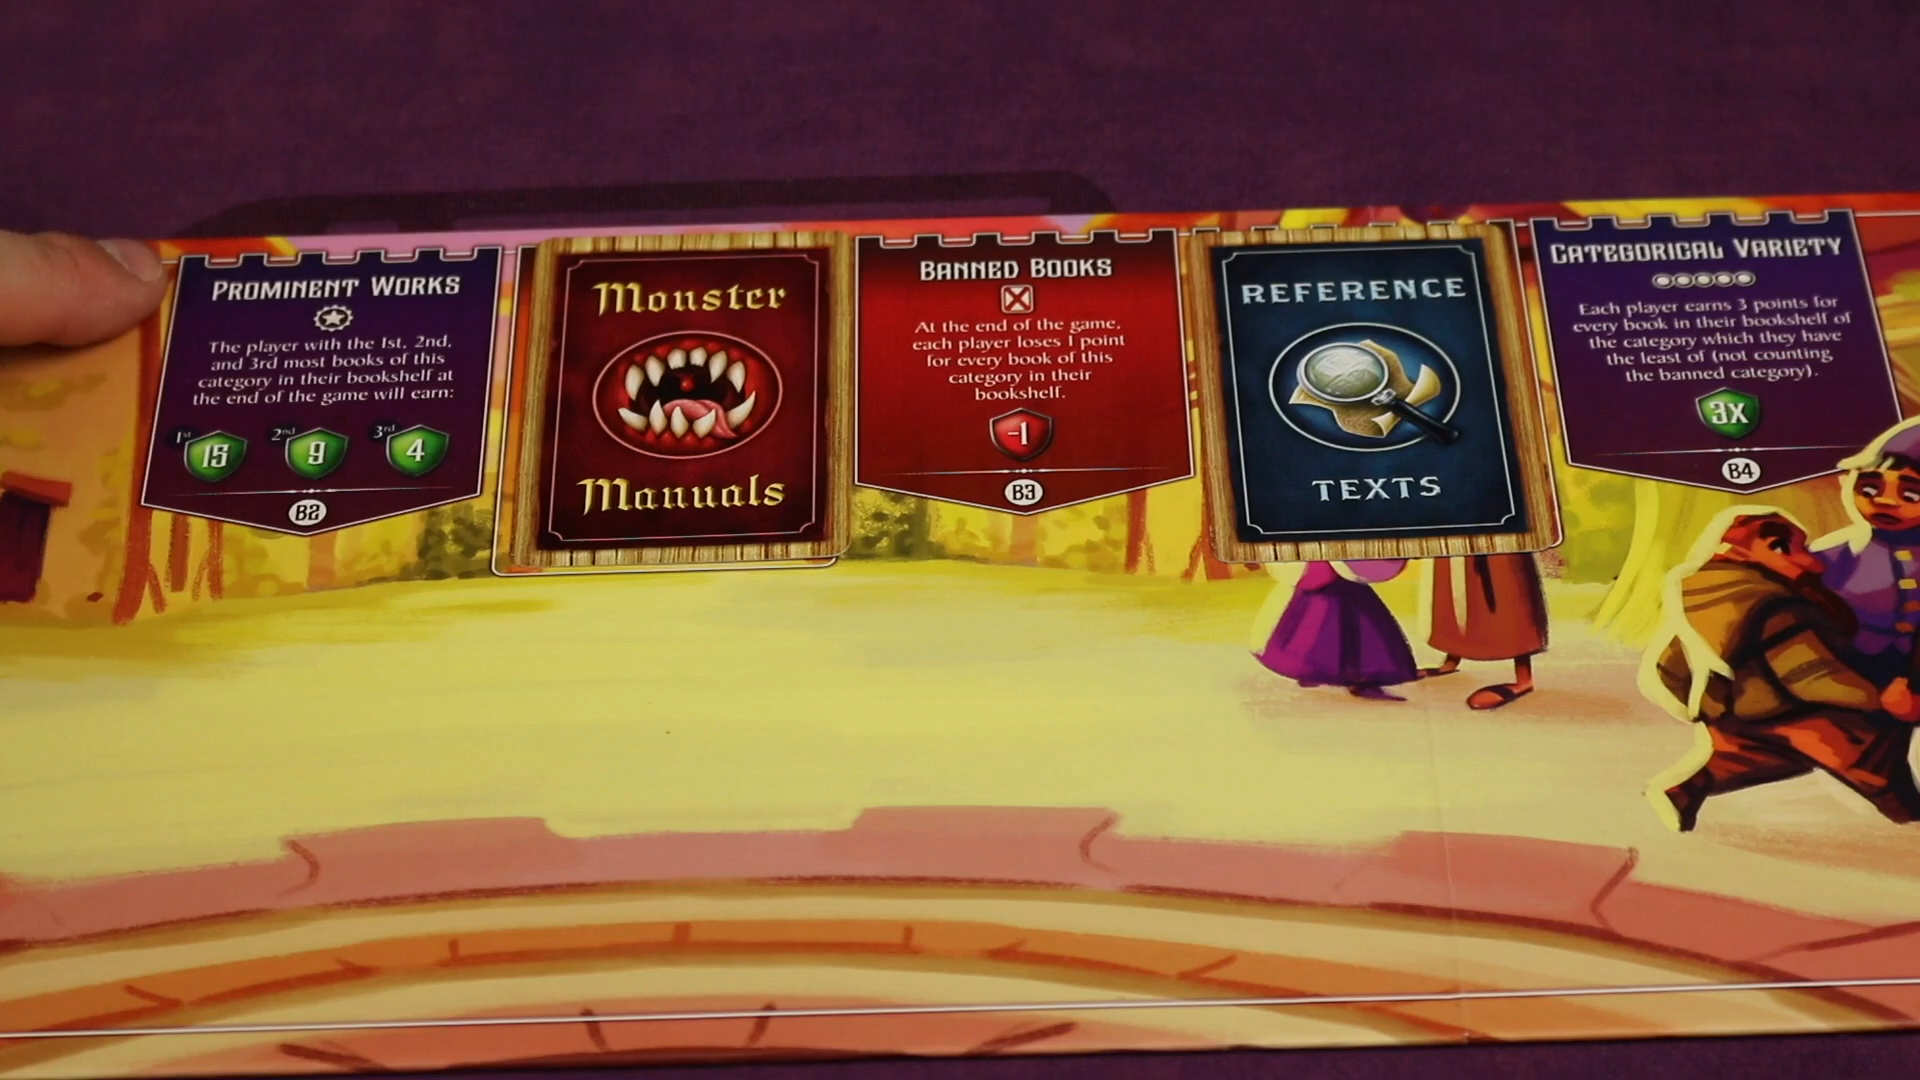 PROMINENT WORKS
The player with the 1st, 2nd,
and 3rd most books of this
category in their bookshelf at
the end of the game will earn:
1st 15 2nd 9 3rd 4
B2
Monster
Manuals
BANNED BOOKS
At the end of the game,
each player loses 1 point
for every book of this
category in their
bookshelf.
-1
B3
REFERENCE
TEXTS
CATEGORICAL VARIETY
Each player earns 3 points for
every book in their bookshelf of
the category which they have
the least of (not counting
the banned category).
3X
B4